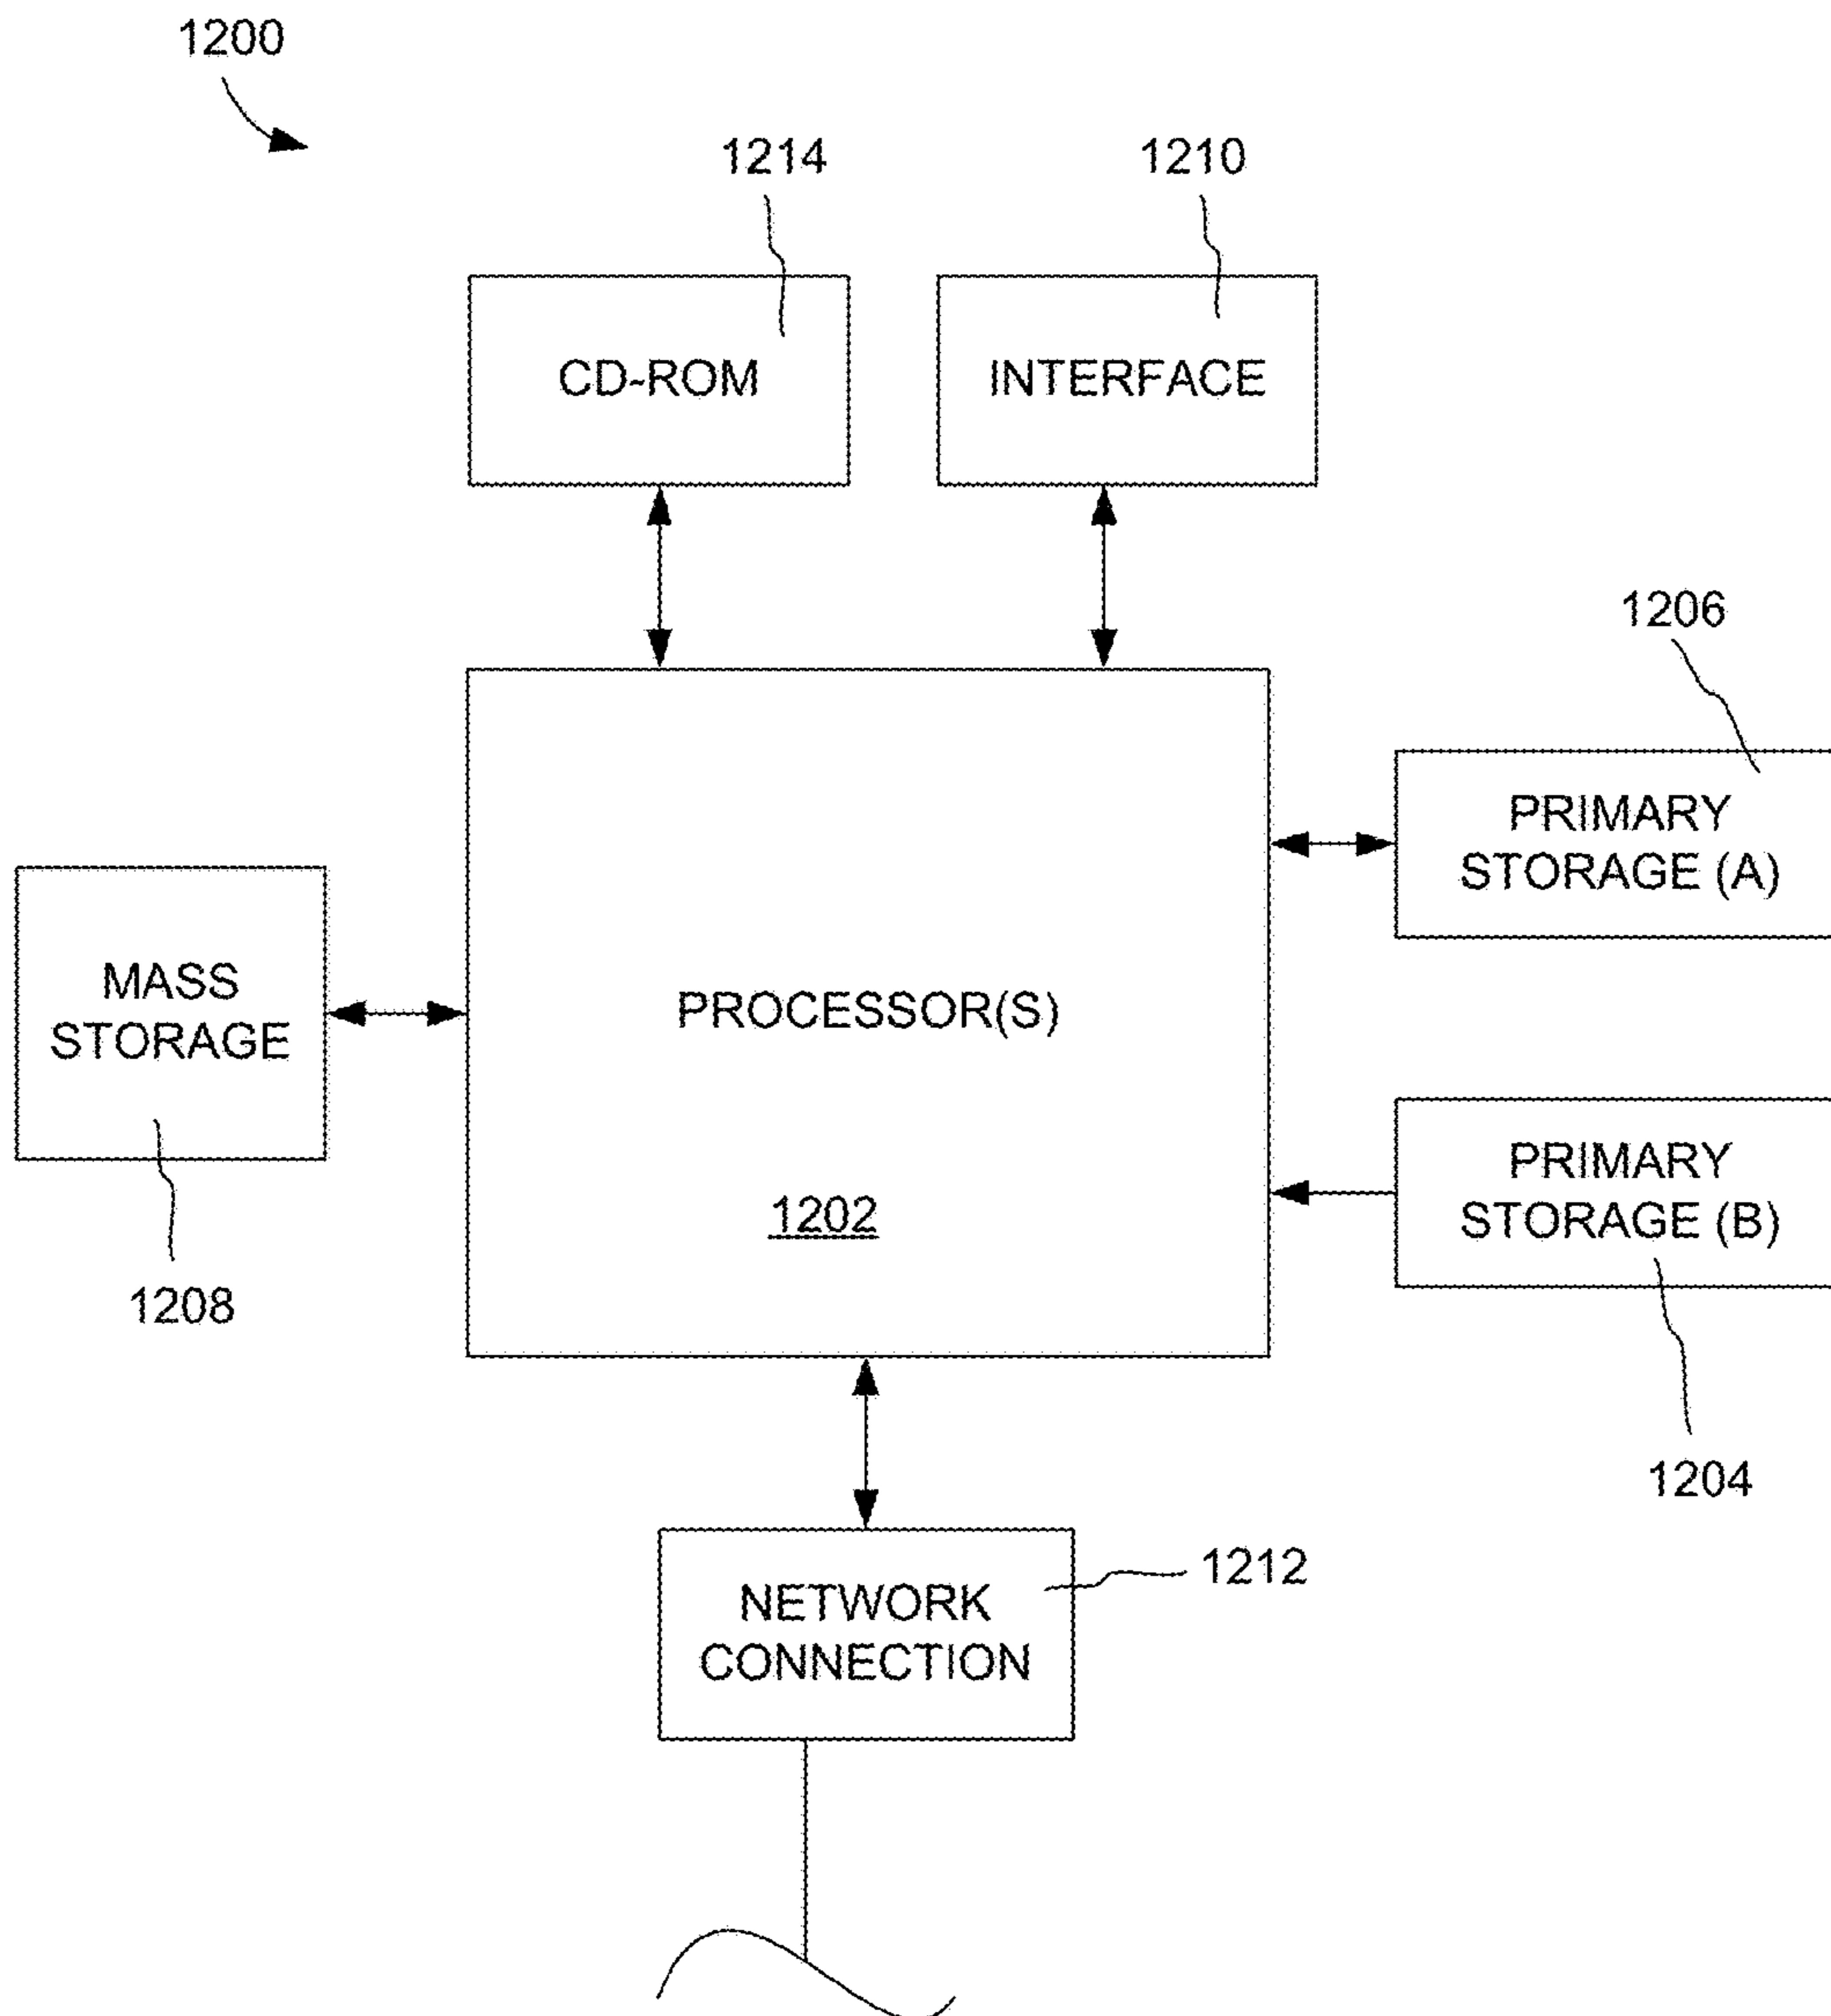 1200
1214
1210
CD-ROM
INTERFACE
1206
PRIMARY
STORAGE (A)
MASS
STORAGE
PROCESSOR(S)
PRIMARY
STORAGE (B)
1202
1208
1204
1212
NETWORK
CONNECTION